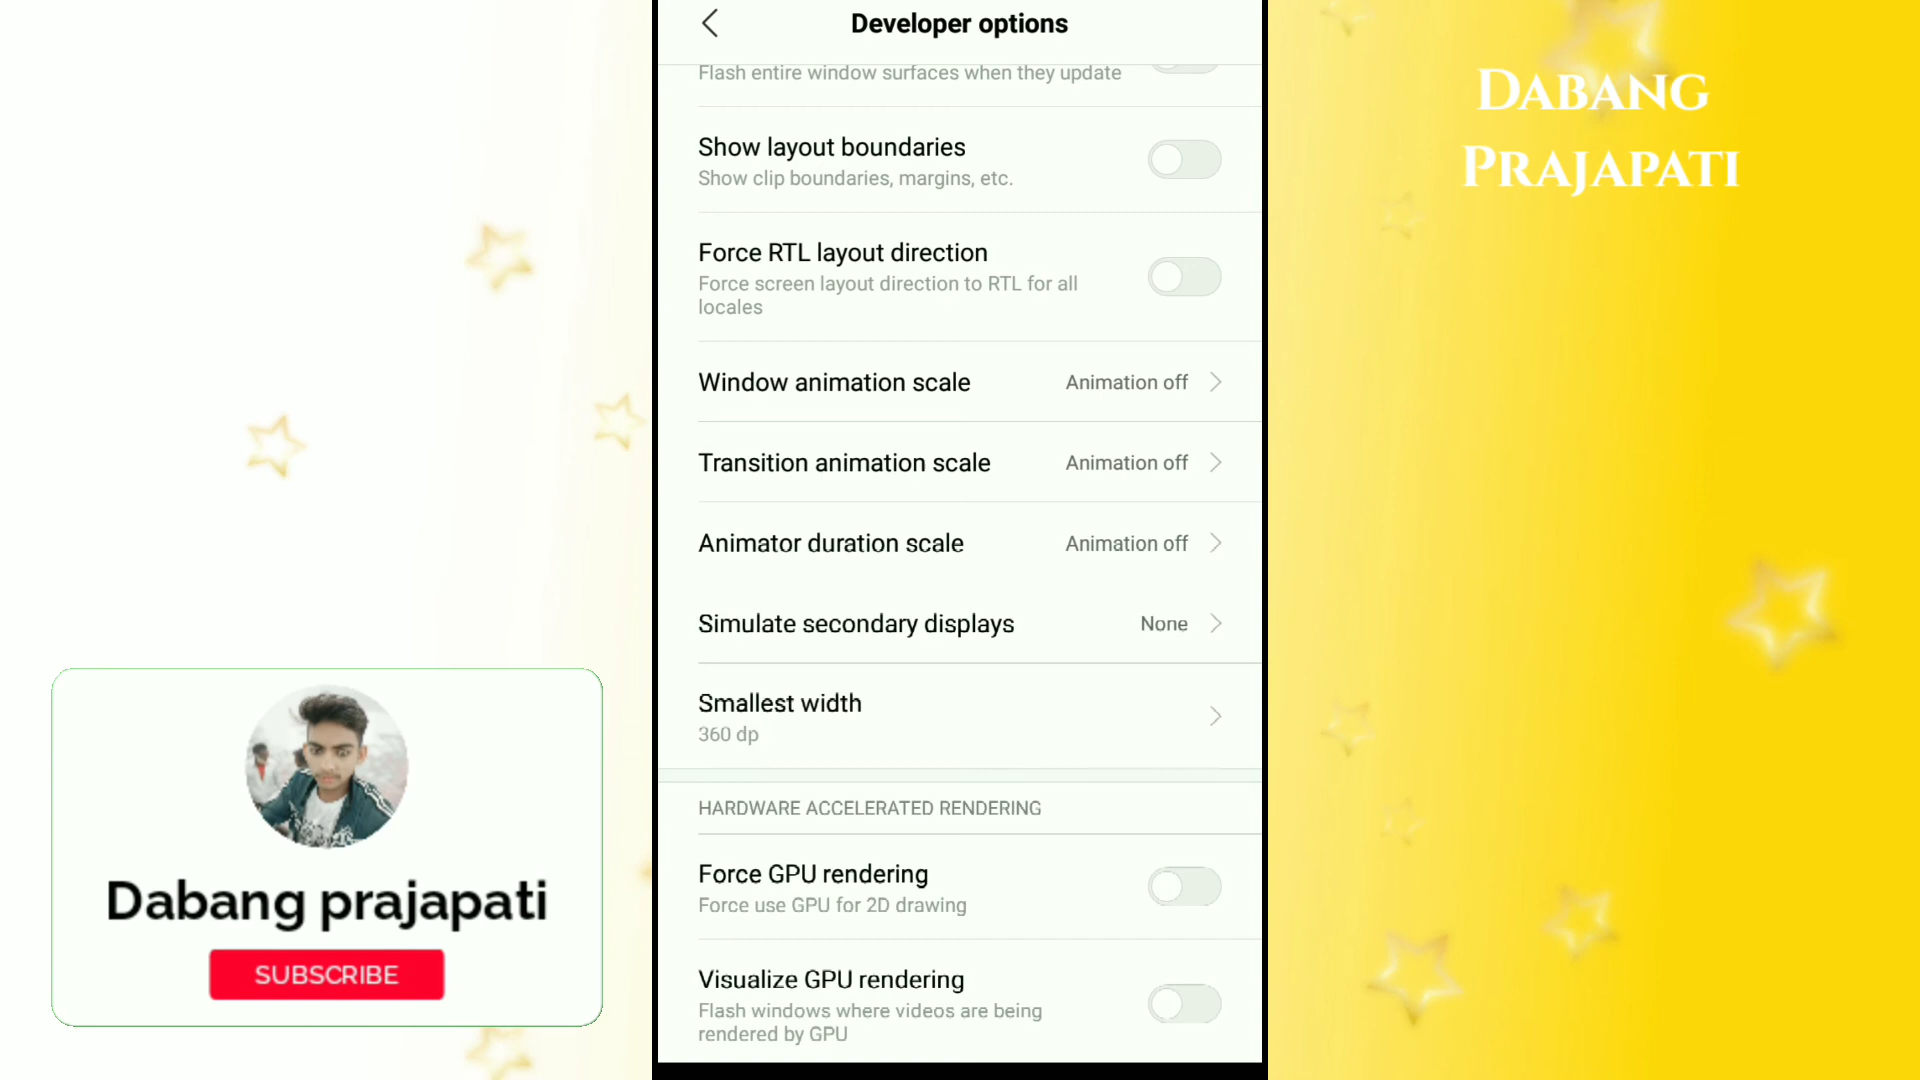 Developer options
Flash entire window surfaces when they update
Show layout boundaries
Show clip boundaries, margins, etc.
Force RTL layout direction
Force screen layout direction to RTL for all
locales
Window animation scale Animation off
Transition animation scale Animation off
Animator duration scale Animation off
Simulate secondary displays None
Smallest width
360 dp
HARDWARE ACCELERATED RENDERING
Force GPU rendering
Force use GPU for 2D drawing
Visualize GPU rendering
Flash windows where videos are being
rendered by GPU
DABANG
PRAJAPATI
Dabang prajapati
SUBSCRIBE